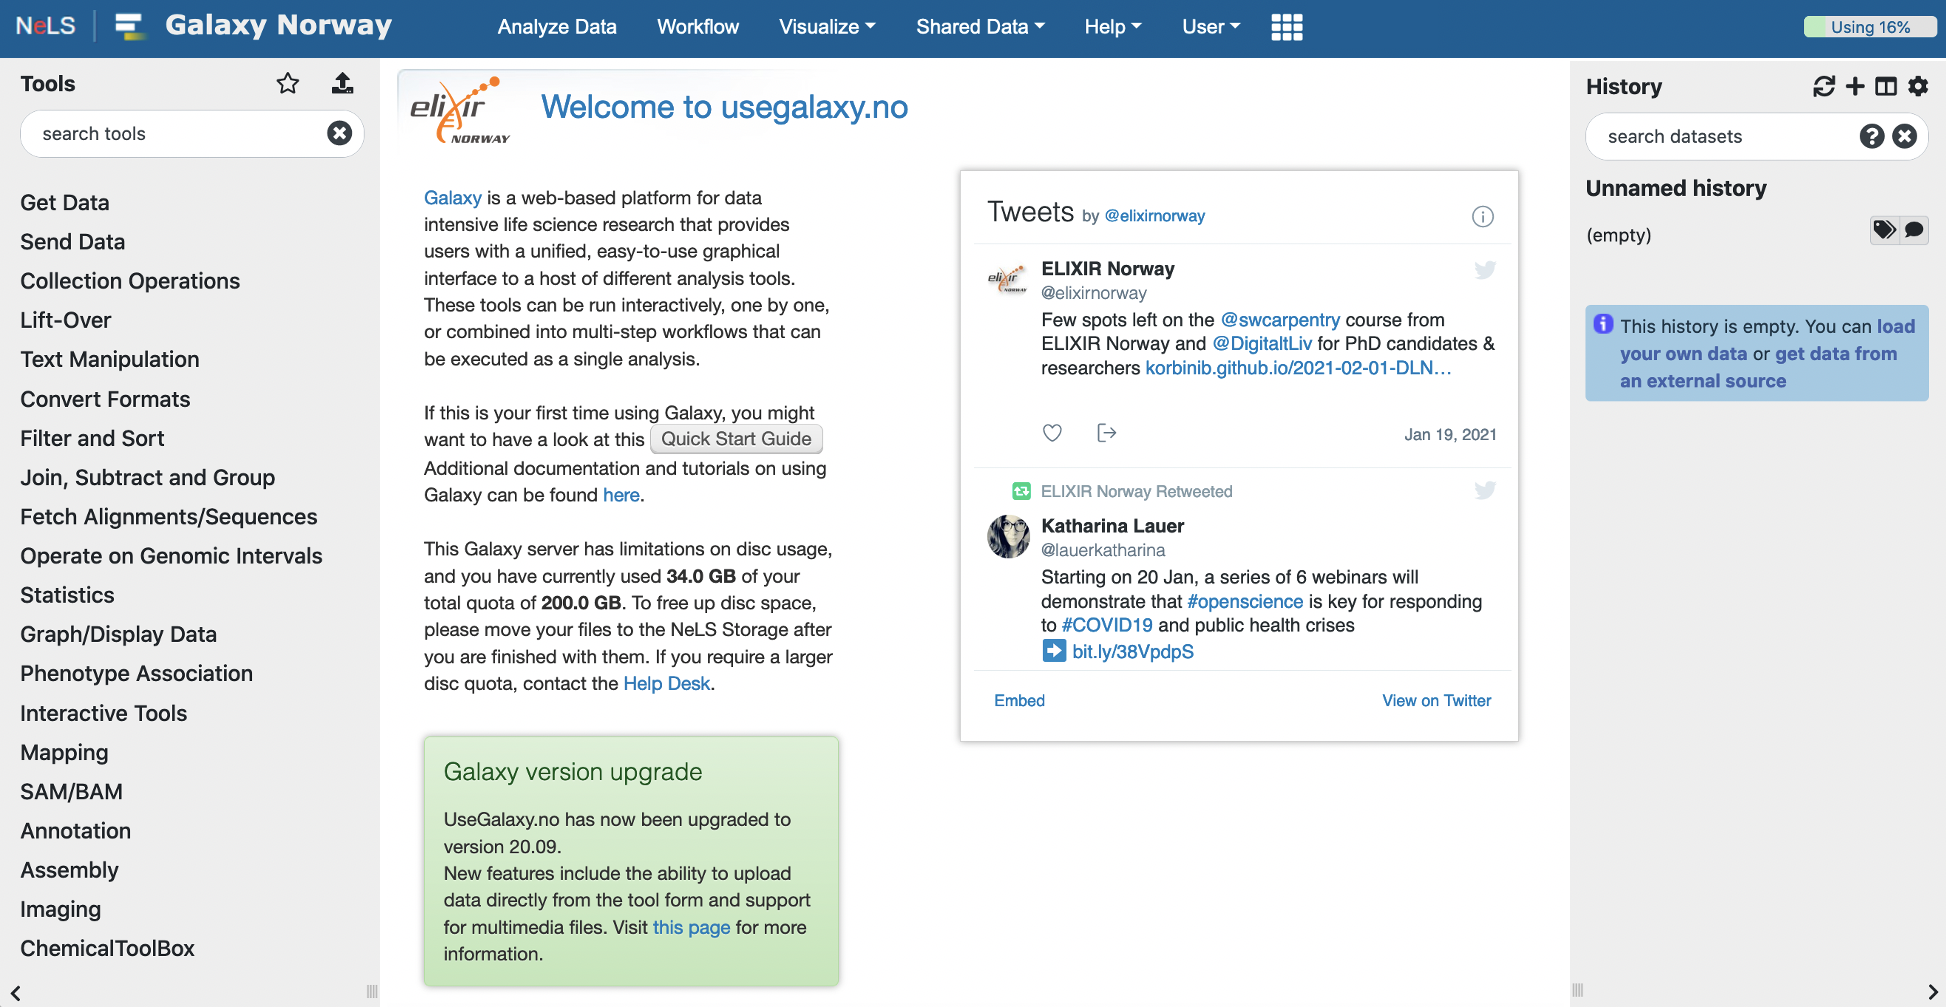 NeLS
Galaxy Norway
Analyze Data
Workflow
Visualize
Shared Data
Help
User
Using 16%
Tools
search tools
Get Data
Send Data
Collection Operations
Lift-Over
Text Manipulation
Convert Formats
Filter and Sort
Join, Subtract and Group
Fetch Alignments/Sequences
Operate on Genomic Intervals
Statistics
Graph/Display Data
Phenotype Association
Interactive Tools
Mapping
SAM/BAM
Annotation
Assembly
Imaging
ChemicalToolBox
elixir
NORWAY
Welcome to usegalaxy.no
Galaxy is a web-based platform for data
intensive life science research that provides
users with a unified, easy-to-use graphical
interface to a host of different analysis tools.
These tools can be run interactively, one by one,
or combined into multi-step workflows that can
be executed as a single analysis.
If this is your first time using Galaxy, you might
want to have a look at this Quick Start Guide
Additional documentation and tutorials on using
Galaxy can be found here.
This Galaxy server has limitations on disc usage,
and you have currently used 34.0 GB of your
total quota of 200.0 GB. To free up disc space,
please move your files to the NeLS Storage after
you are finished with them. If you require a larger
disc quota, contact the Help Desk.
Galaxy version upgrade
UseGalaxy.no has now been upgraded to
version 20.09.
New features include the ability to upload
data directly from the tool form and support
for multimedia files. Visit this page for more
information.
Tweets by @elixirnorway
elixir
NORWAY
ELIXIR Norway
@elixirnorway
Few spots left on the @swcarpentry course from
ELIXIR Norway and @DigitaltLiv for PhD candidates &
researchers korbinib.github.io/2021-02-01-DLN…
Jan 19, 2021
ELIXIR Norway Retweeted
Katharina Lauer
@lauerkatharina
Starting on 20 Jan, a series of 6 webinars will
demonstrate that #openscience is key for responding
to #COVID19 and public health crises
bit.ly/38VpdpS
Embed
View on Twitter
History
search datasets
Unnamed history
(empty)
This history is empty. You can load
your own data or get data from
an external source